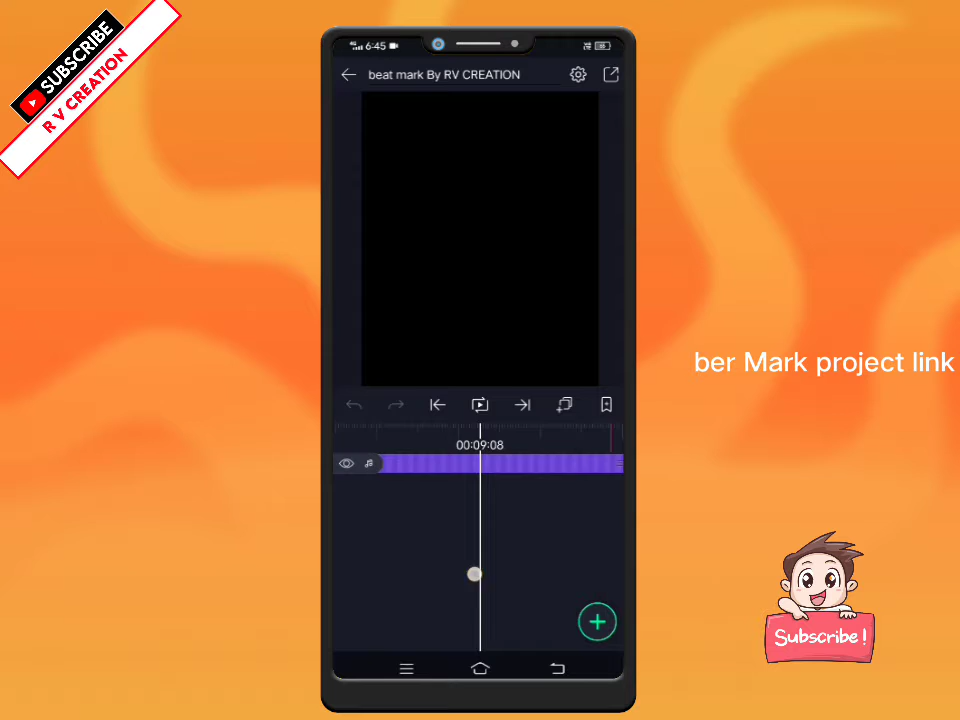 SUBSCRIBE
R V CREATION
6:45
beat mark By RV CREATION
ber Mark project link
00:09:08
Subscribe!